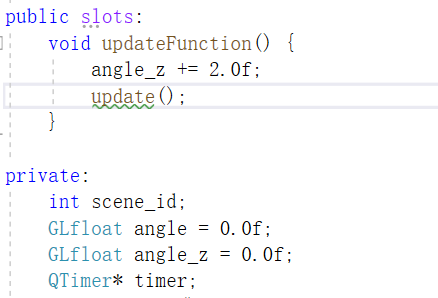 public slots:
    void updateFunction() {
        angle_z += 2.0f;
        update();
    }

private:
    int scene_id;
    GLfloat angle = 0.0f;
    GLfloat angle_z = 0.0f;
    QTimer* timer;